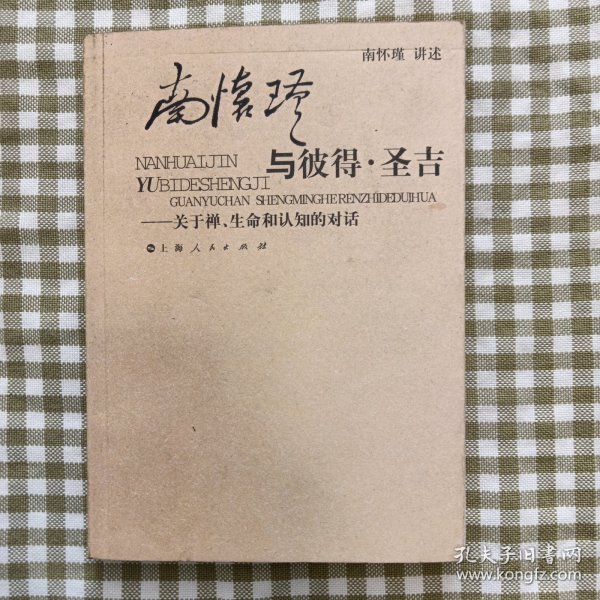 南怀瑾 讲述
南懷瑾
NANHUAIJIN
与彼得·圣吉
YUBIDESHENGJI
GUANYUCHAN SHENGMINGHERENZHIDEDUIHUA
——关于禅、生命和认知的对话
上海人民出版社
孔夫子旧书网
www.kongfz.com